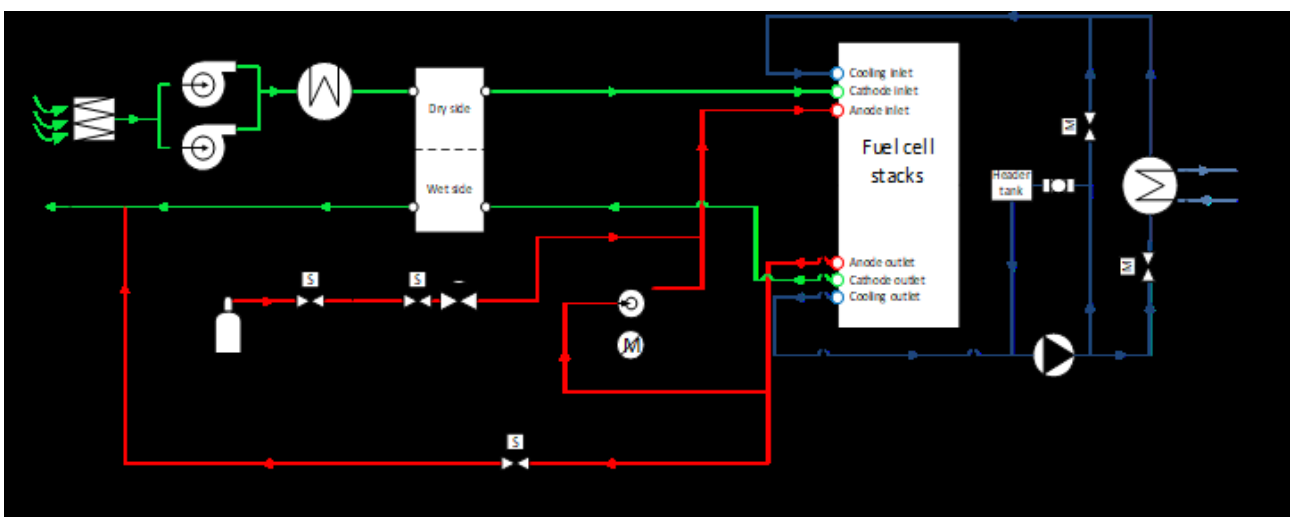 Cooling inlet
Cathode inlet
Anode inlet
Fuel cell
stacks
Dry side
Wet side
Header
tank
Anode outlet
Cathode outlet
Cooling outlet
M
M
S
S
M
S